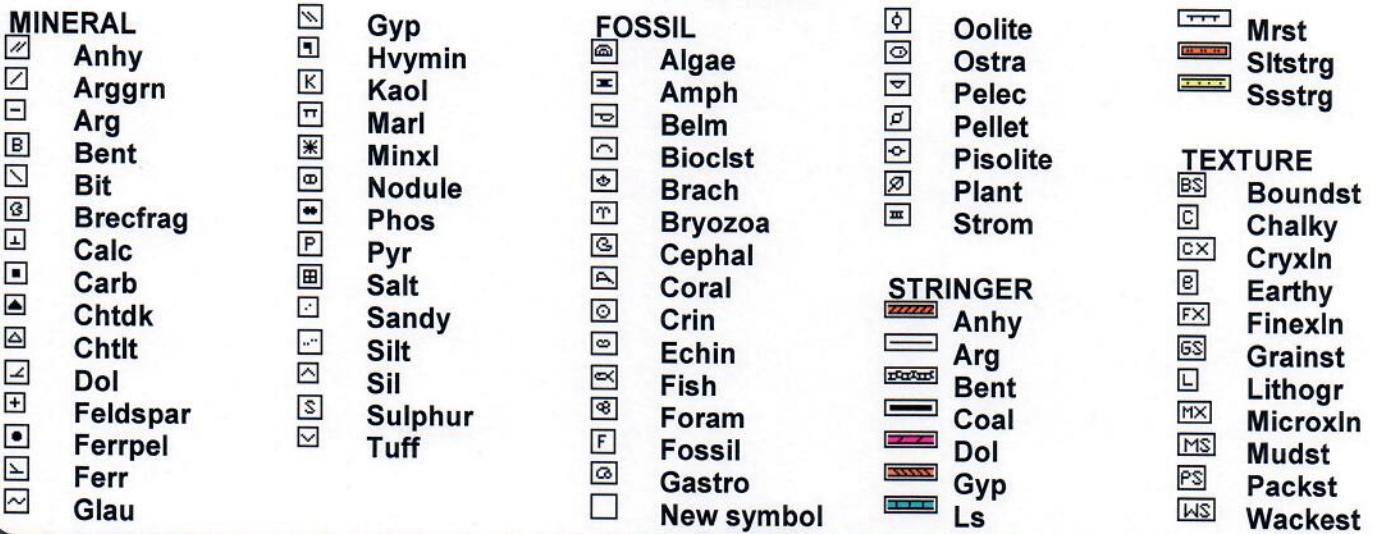 MINERAL
Anhy
Arggrn
Arg
B Bent
Bit
Brecfrag
Calc
Carb
Chtdk
Chtlt
Dol
Feldspar
Ferrpel
Ferr
Glau
Gyp
Hvymin
K Kaol
Marl
Minxl
Nodule
Phos
P Pyr
Salt
Sandy
Silt
Sil
S Sulphur
Tuff
FOSSIL
Algae
Amph
Belm
Bioclst
Brach
Bryozoa
Cephal
Coral
Crin
Echin
Fish
Foram
F Fossil
Gastro
New symbol
Oolite
Ostra
Pelec
Pellet
Pisolite
Plant
Strom
STRINGER
Anhy
Arg
Bent
Coal
Dol
Gyp
Ls
Mrst
Sltstrg
Ssstrg
TEXTURE
BS Boundst
C Chalky
CX Cryxln
e Earthy
FX Finexln
GS Grainst
L Lithogr
MX Microxln
MS Mudst
PS Packst
WS Wackest